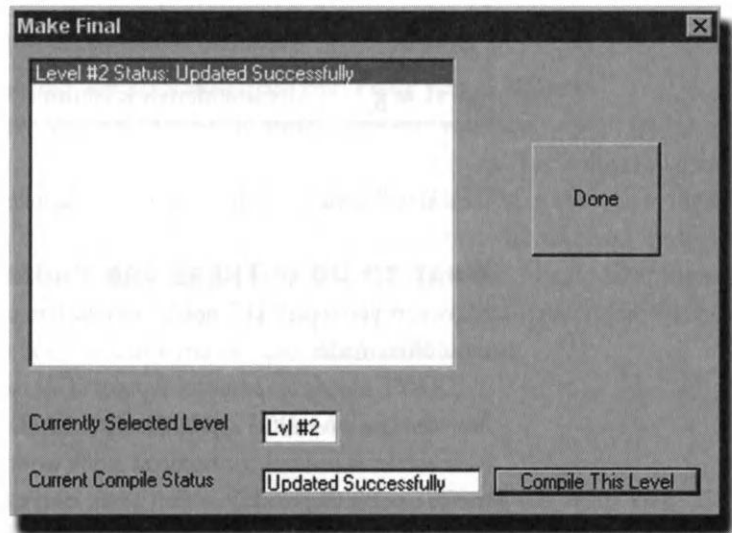 Make Final
Level #2 Status: Updated Successfully
Done
Currently Selected Level
Lvl #2
Current Compile Status
Updated Successfully
Compile This Level